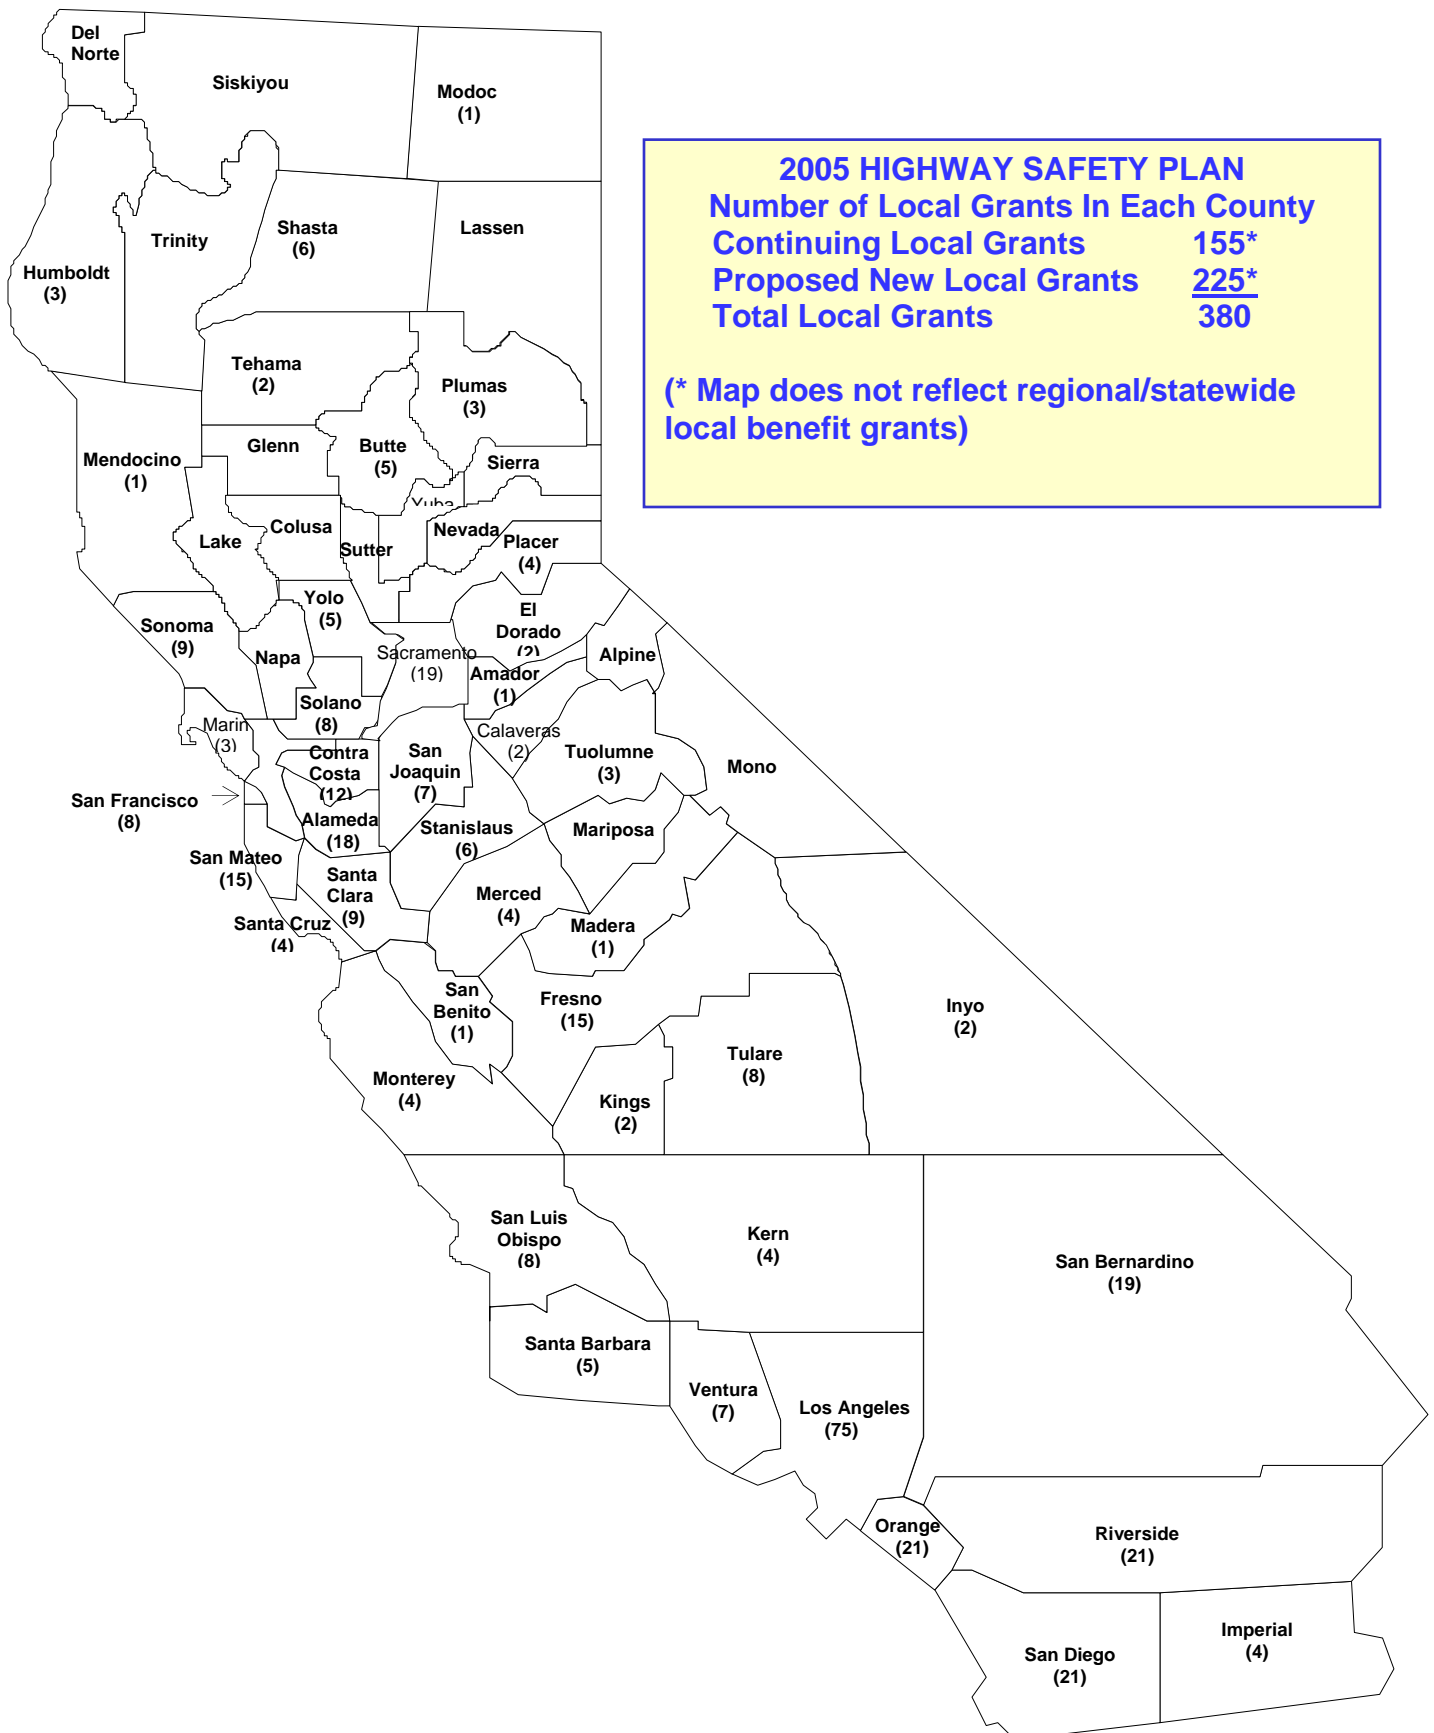 Del
Norte
Siskiyou
Modoc
(1)
2005 HIGHWAY SAFETY PLAN
Number of Local Grants In Each County
Continuing Local Grants 155*
Proposed New Local Grants 225*
Total Local Grants 380
(* Map does not reflect regional/statewide
local benefit grants)
Humboldt
(3)
Trinity
Shasta
(6)
Lassen
Tehama
(2)
Plumas
(3)
Mendocino
(1)
Glenn
Butte
(5)
Sierra
Yuba
Lake
Colusa
Sutter
Nevada
Placer
(4)
Sonoma
(9)
Napa
Yolo
(5)
Sacramento
(19)
El
Dorado
(2)
Amador
(1)
Alpine
Solano
(8)
Marin
(3)
Calaveras
(2)
Contra
Costa
(12)
San
Joaquin
(7)
Tuolumne
(3)
Mono
San Francisco
(8)
Alameda
(18)
Stanislaus
(6)
Mariposa
San Mateo
(15)
Santa
Clara
(9)
Merced
(4)
Santa Cruz
(4)
Madera
(1)
San
Benito
(1)
Fresno
(15)
Inyo
(2)
Monterey
(4)
Kings
(2)
Tulare
(8)
San Luis
Obispo
(8)
Kern
(4)
San Bernardino
(19)
Santa Barbara
(5)
Ventura
(7)
Los Angeles
(75)
Orange
(21)
Riverside
(21)
San Diego
(21)
Imperial
(4)